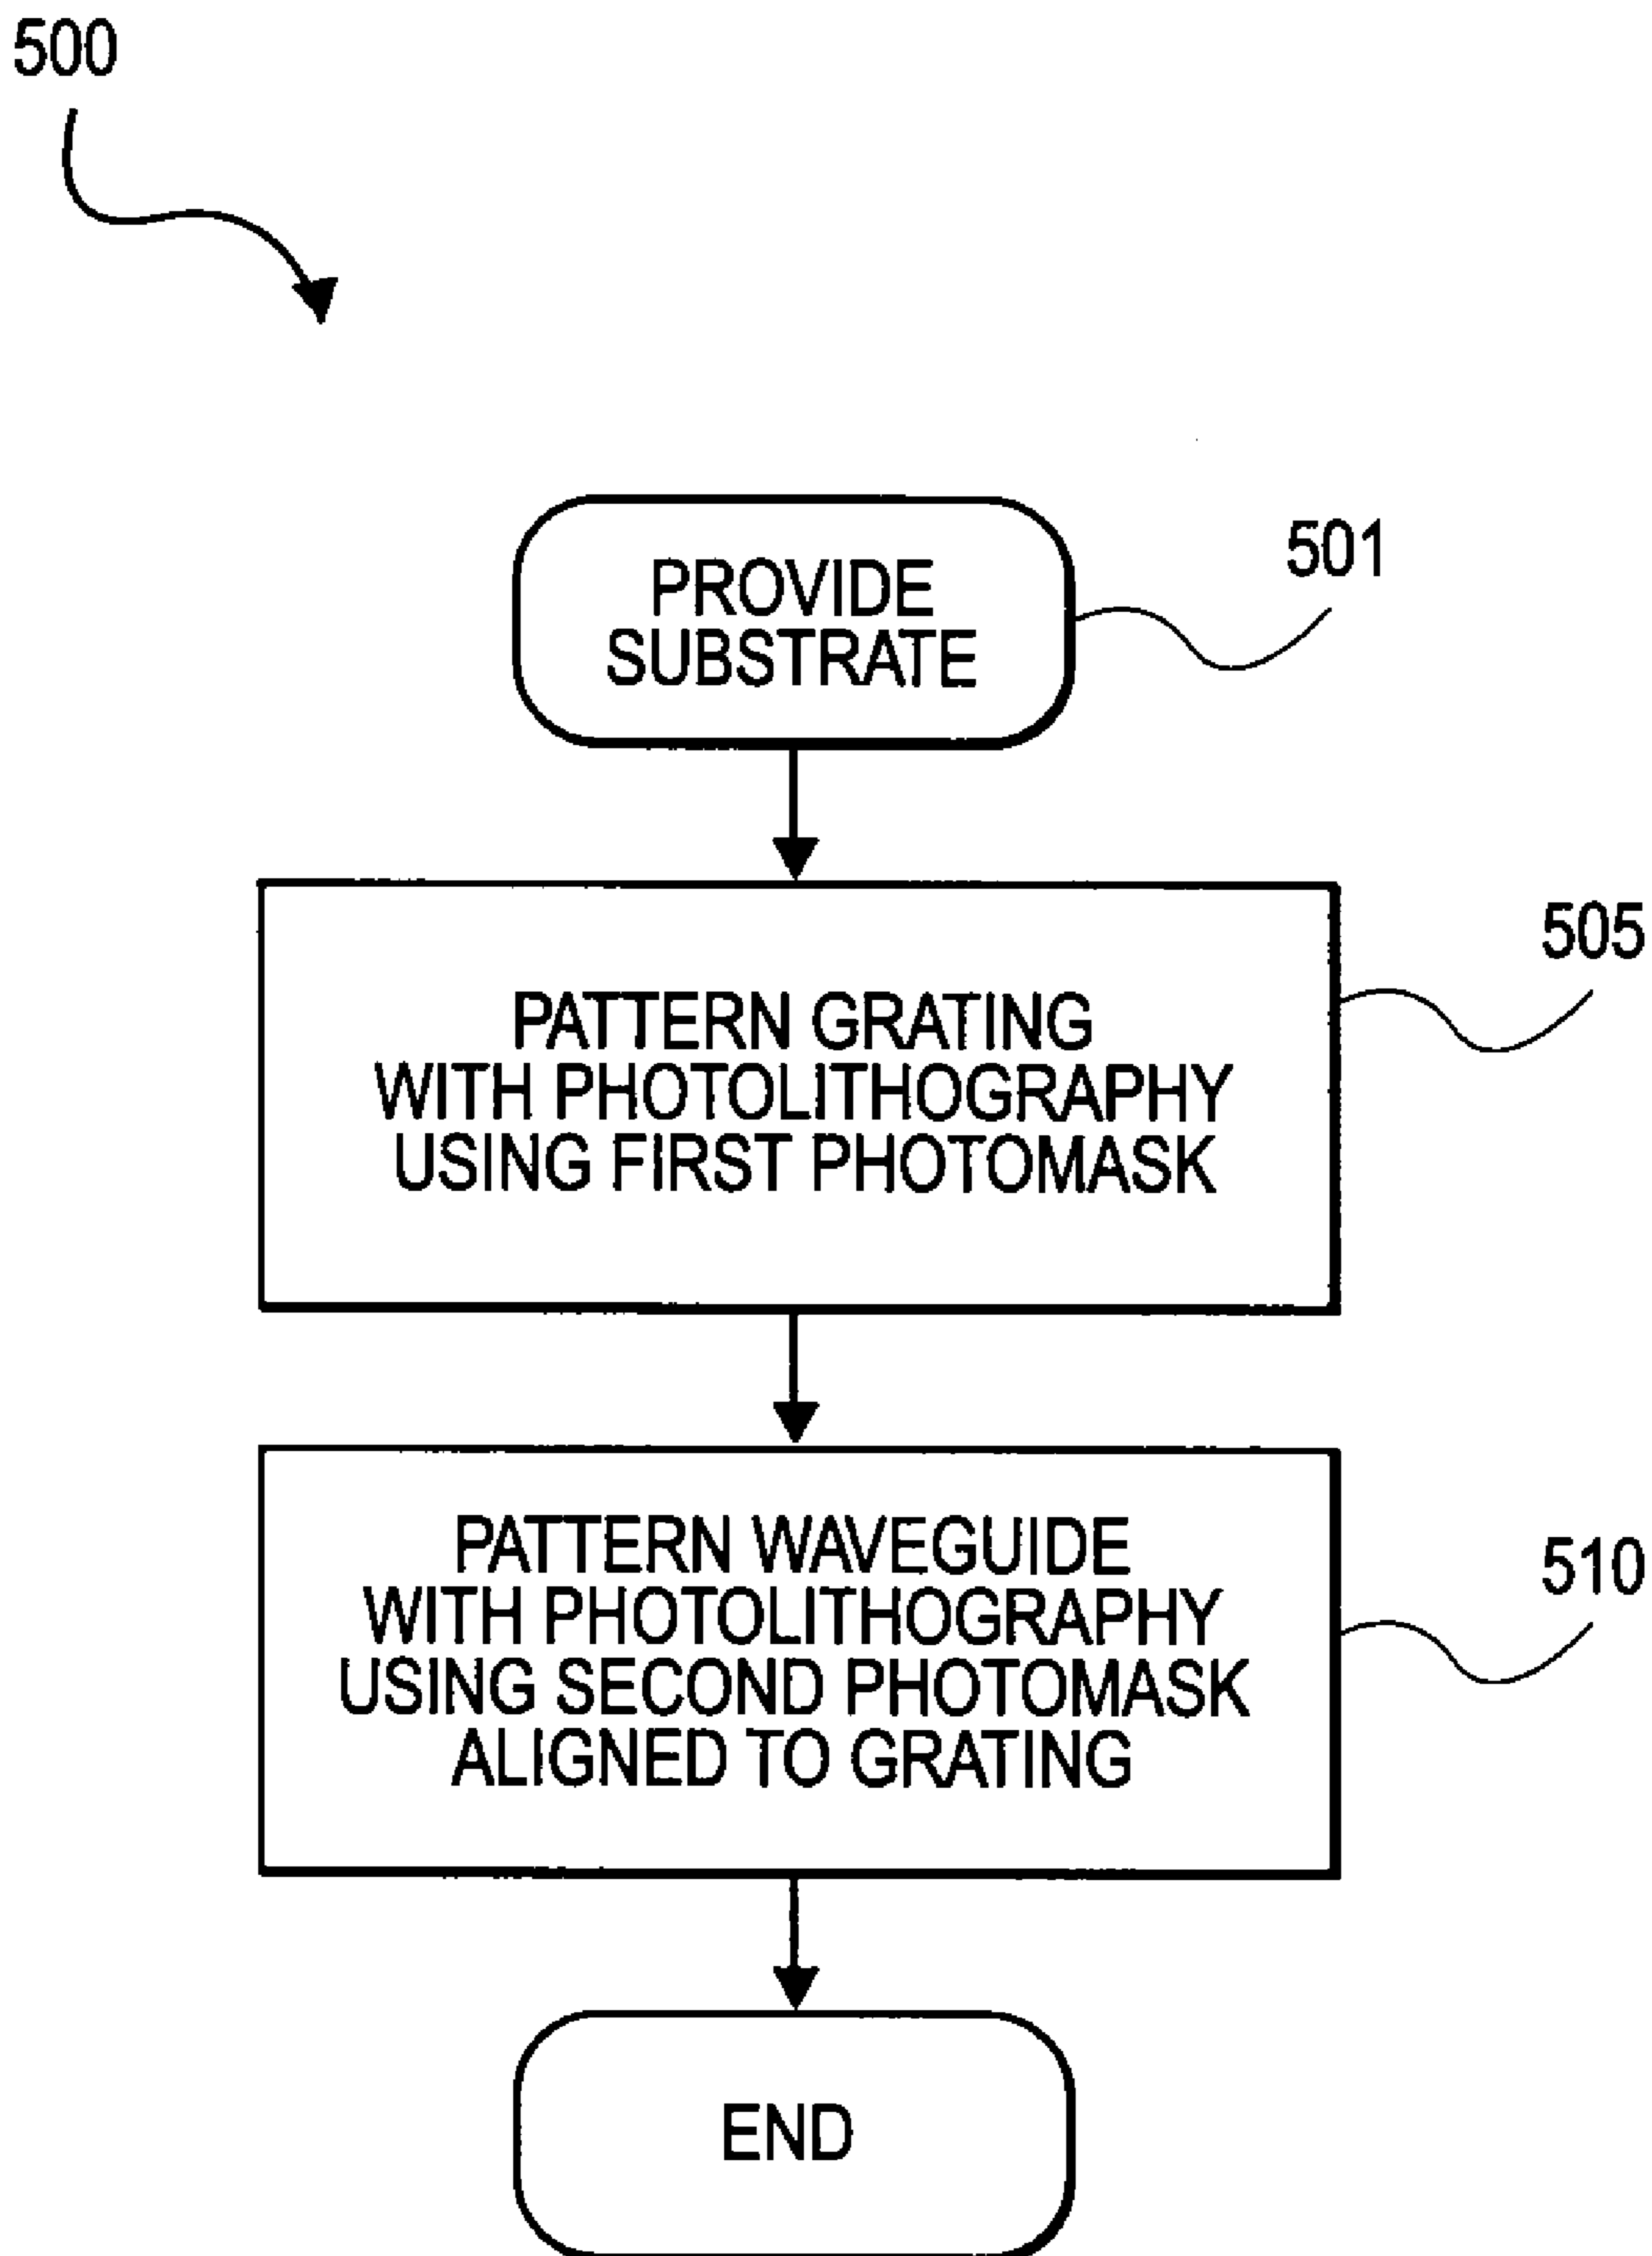 500
PROVIDE
SUBSTRATE
501
PATTERN GRATING
WITH PHOTOLITHOGRAPHY
USING FIRST PHOTOMASK
505
PATTERN WAVEGUIDE
WITH PHOTOLITHOGRAPHY
USING SECOND PHOTOMASK
ALIGNED TO GRATING
510
END